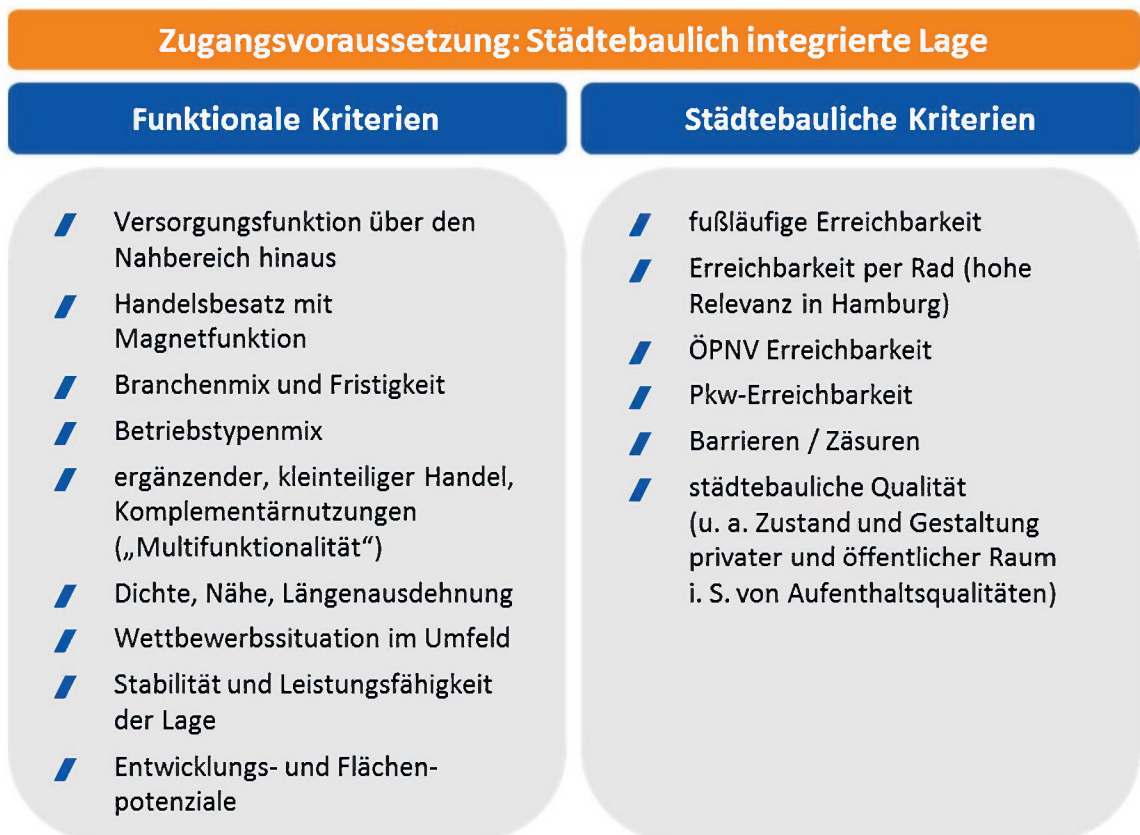 Zugangsvoraussetzung: Städtebaulich integrierte Lage
Funktionale Kriterien
Versorgungsfunktion über den
Nahbereich hinaus
Handelsbesatz mit
Magnetfunktion
Branchenmix und Fristigkeit
Betriebstypenmix
ergänzender, kleinteiliger Handel,
Komplementärnutzungen
(„Multifunktionalität“)
Dichte, Nähe, Längenausdehnung
Wettbewerbssituation im Umfeld
Stabilität und Leistungsfähigkeit
der Lage
Entwicklungs- und Flächen-
potenziale
Städtebauliche Kriterien
fußläufige Erreichbarkeit
Erreichbarkeit per Rad (hohe
Relevanz in Hamburg)
ÖPNV Erreichbarkeit
Pkw-Erreichbarkeit
Barrieren / Zäsuren
städtebauliche Qualität
(u. a. Zustand und Gestaltung
privater und öffentlicher Raum
i. S. von Aufenthaltsqualitäten)